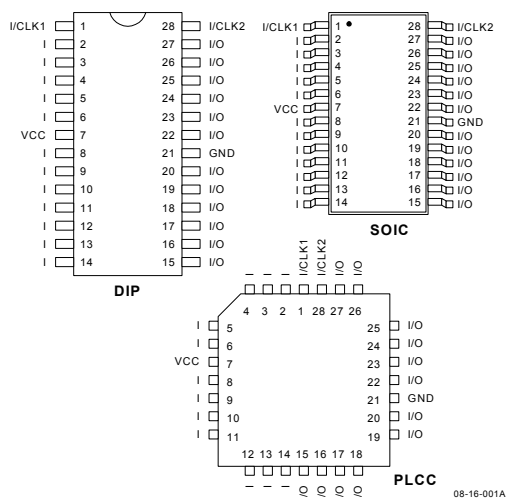 I/CLK1 1 28 I/CLK2
I 2 27 I/O
I 3 26 I/O
I 4 25 I/O
I 5 24 I/O
I 6 23 I/O
VCC 7 22 I/O
I 8 21 GND
I 9 20 I/O
I 10 19 I/O
I 11 18 I/O
I 12 17 I/O
I 13 16 I/O
I 14 15 I/O
DIP
I/CLK1 1 28 I/CLK2
I 2 27 I/O
I 3 26 I/O
I 4 25 I/O
I 5 24 I/O
I 6 23 I/O
VCC 7 22 I/O
I 8 21 GND
I 9 20 I/O
I 10 19 I/O
I 11 18 I/O
I 12 17 I/O
I 13 16 I/O
I 14 15 I/O
SOIC
I I I I/CLK1 I/CLK2 I/O I/O
4 3 2 1 28 27 26
I 5 25 I/O
I 6 24 I/O
VCC 7 23 I/O
I 8 22 I/O
I 9 21 GND
I 10 20 I/O
I 11 19 I/O
12 13 14 15 16 17 18
I I I I/O I/O I/O I/O
PLCC
08-16-001A